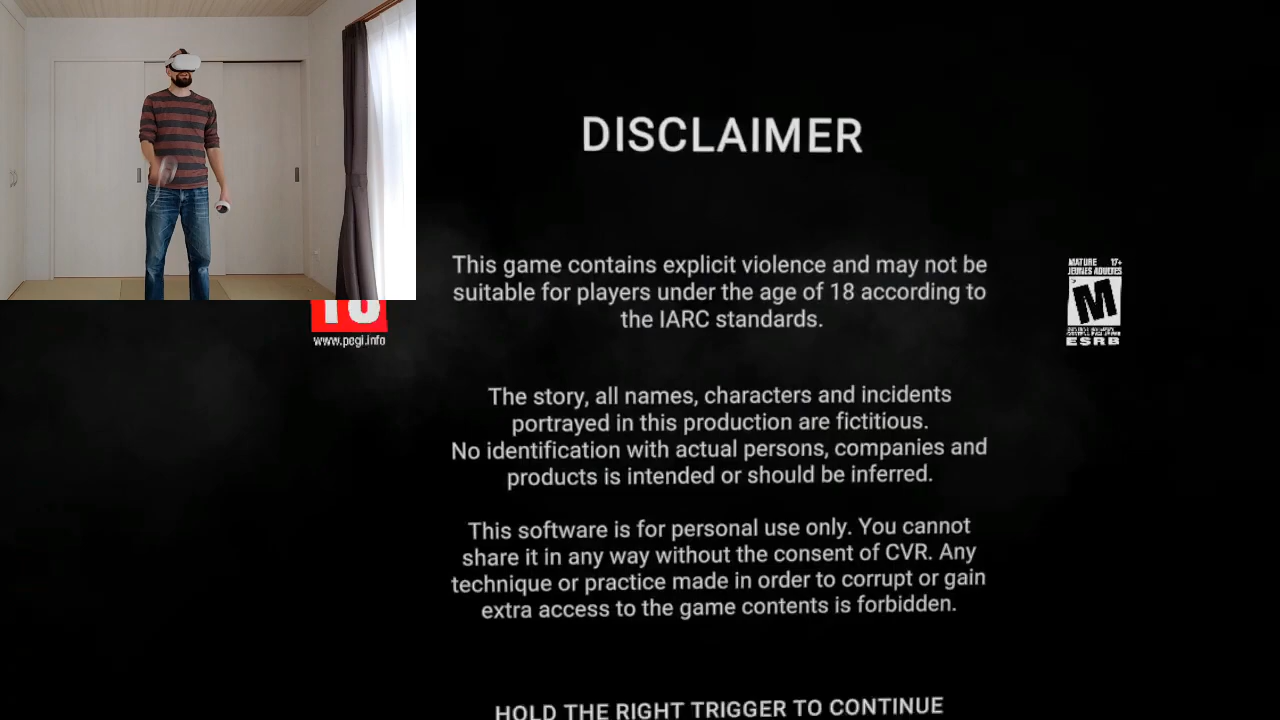 DISCLAIMER
This game contains explicit violence and may not be
suitable for players under the age of 18 according to
the IARC standards.
MATURE 17+
JEUNES ADULTES
M
ESRB
www.pegi.info
The story, all names, characters and incidents
portrayed in this production are fictitious.
No identification with actual persons, companies and
products is intended or should be inferred.
This software is for personal use only. You cannot
share it in any way without the consent of CVR. Any
technique or practice made in order to corrupt or gain
extra access to the game contents is forbidden.
HOLD THE RIGHT TRIGGER TO CONTINUE